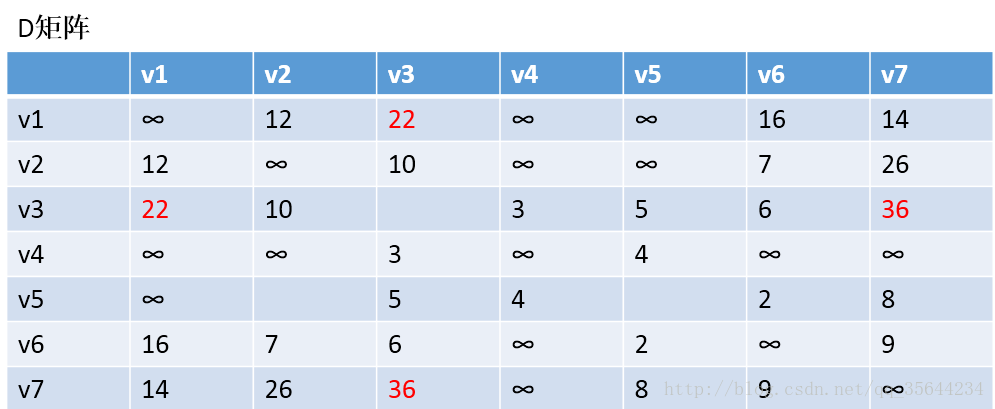 D矩阵
v1 v2 v3 v4 v5 v6 v7
v1 ∞ 12 22 ∞ ∞ 16 14
v2 12 ∞ 10 ∞ ∞ 7 26
v3 22 10 3 5 6 36
v4 ∞ ∞ 3 ∞ 4 ∞ ∞
v5 ∞ 5 4 2 8
v6 16 7 6 ∞ 2 ∞ 9
v7 14 26 36 ∞ 8 9 ∞
http://blog.csdn.net/qq_35644234